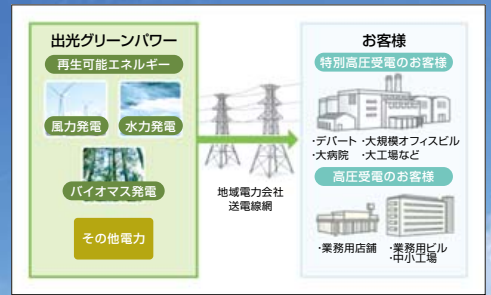 出光グリーンパワー
再生可能エネルギー
風力発電
水力発電
バイオマス発電
その他電力
地域電力会社
送電線網
お客様
特別高圧受電のお客様
・デパート ・大規模オフィスビル
・大病院 ・大工場など
高圧受電のお客様
・業務用店舗
・業務用ビル
・中小工場